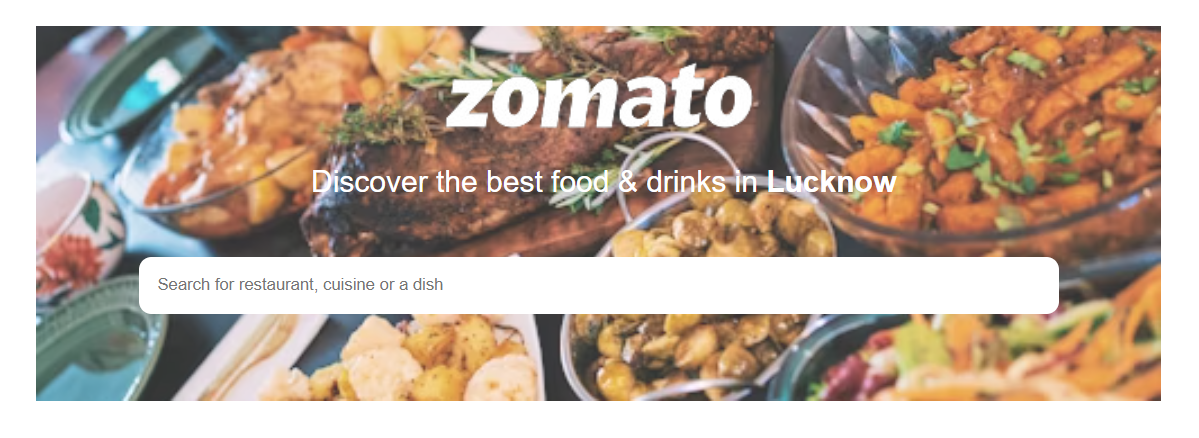 zomato
Discover the best food & drinks in Lucknow
Search for restaurant, cuisine or a dish